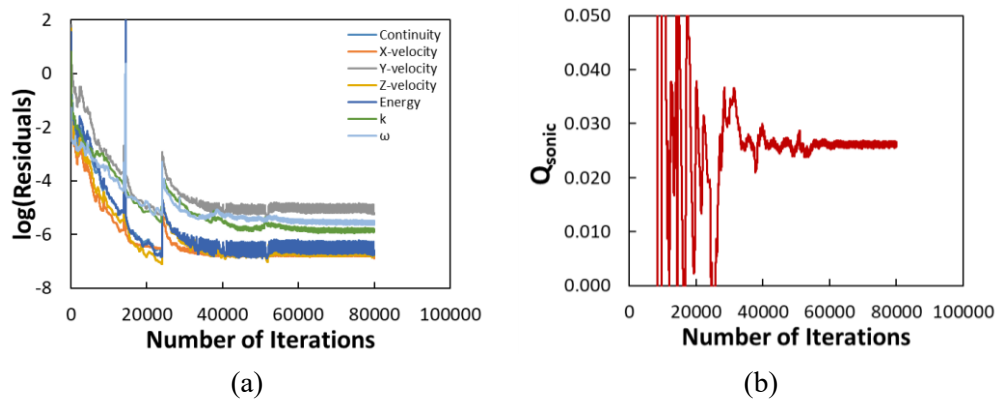 2
0
-2
-4
-6
-8
log(Residuals)
Continuity
X-velocity
Y-velocity
Z-velocity
Energy
k
ω
0 20000 40000 60000 80000 100000
Number of Iterations
(a)
0.050
0.040
0.030
0.020
0.010
0.000
Qsonic
0 20000 40000 60000 80000 100000
Number of Iterations
(b)